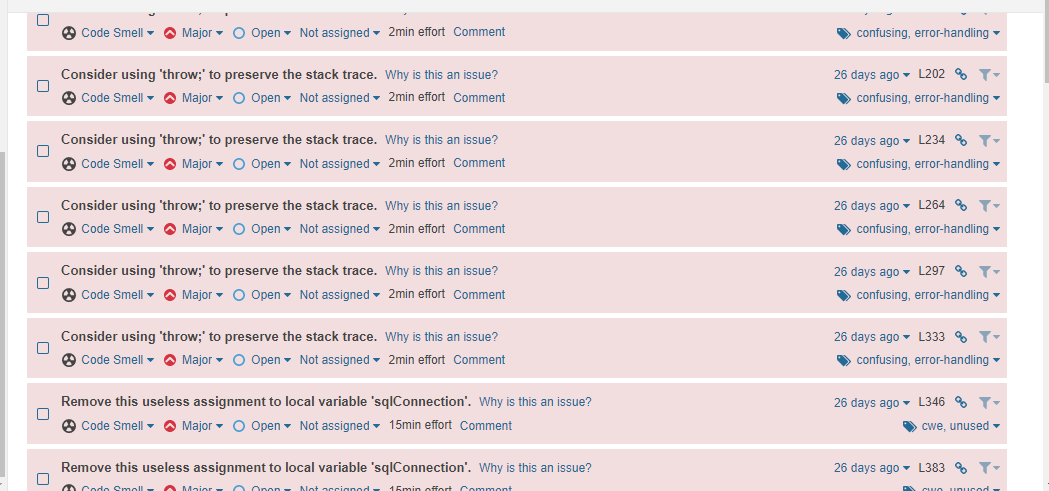 Code Smell Major Open Not assigned 2min effort Comment confusing, error-handling
Consider using 'throw;' to preserve the stack trace. Why is this an issue? 26 days ago L202
Code Smell Major Open Not assigned 2min effort Comment confusing, error-handling
Consider using 'throw;' to preserve the stack trace. Why is this an issue? 26 days ago L234
Code Smell Major Open Not assigned 2min effort Comment confusing, error-handling
Consider using 'throw;' to preserve the stack trace. Why is this an issue? 26 days ago L264
Code Smell Major Open Not assigned 2min effort Comment confusing, error-handling
Consider using 'throw;' to preserve the stack trace. Why is this an issue? 26 days ago L297
Code Smell Major Open Not assigned 2min effort Comment confusing, error-handling
Consider using 'throw;' to preserve the stack trace. Why is this an issue? 26 days ago L333
Code Smell Major Open Not assigned 2min effort Comment confusing, error-handling
Remove this useless assignment to local variable 'sqlConnection'. Why is this an issue? 26 days ago L346
Code Smell Major Open Not assigned 15min effort Comment cwe, unused
Remove this useless assignment to local variable 'sqlConnection'. Why is this an issue? 26 days ago L383
Code Smell Major Open Not assigned 15min effort Comment cwe, unused